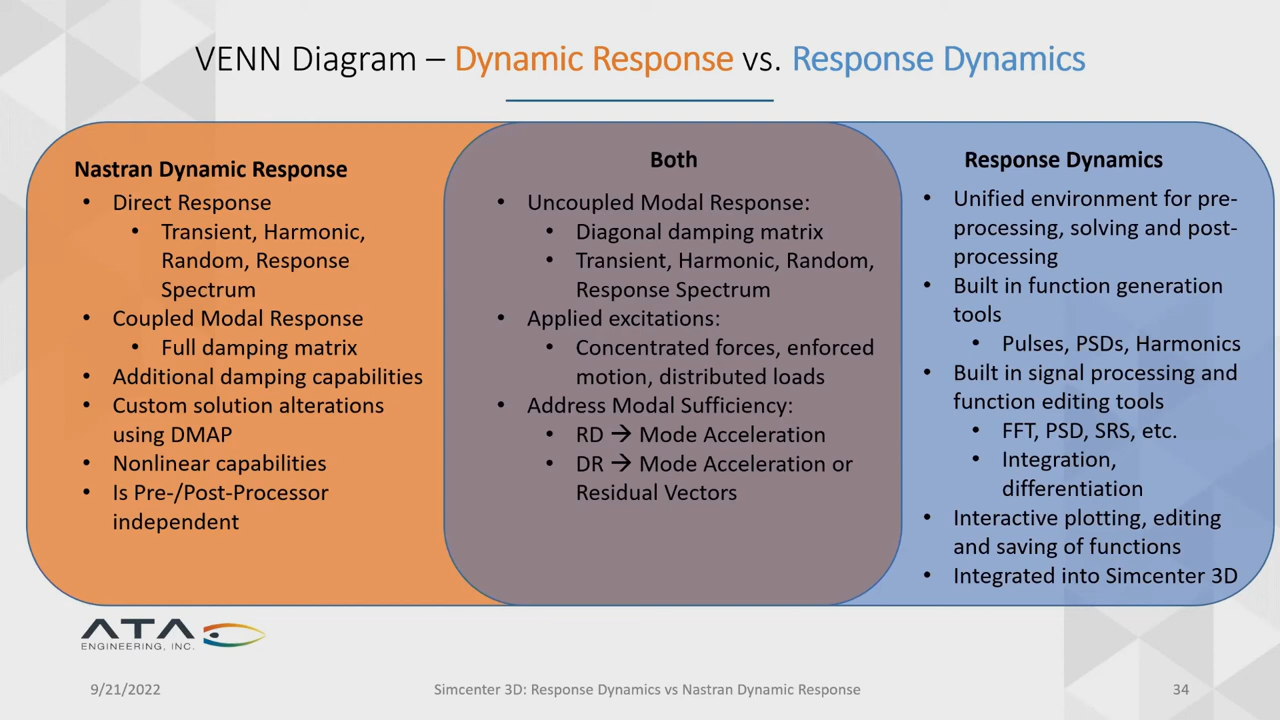 VENN Diagram – Dynamic Response vs. Response Dynamics
Nastran Dynamic Response
• Direct Response
• Transient, Harmonic,
Random, Response
Spectrum
• Coupled Modal Response
• Full damping matrix
• Additional damping capabilities
• Custom solution alterations
using DMAP
• Nonlinear capabilities
• Is Pre-/Post-Processor
independent
Both
• Uncoupled Modal Response:
• Diagonal damping matrix
• Transient, Harmonic, Random,
Response Spectrum
• Applied excitations:
• Concentrated forces, enforced
motion, distributed loads
• Address Modal Sufficiency:
• RD → Mode Acceleration
• DR → Mode Acceleration or
Residual Vectors
Response Dynamics
• Unified environment for pre-
processing, solving and post-
processing
• Built in function generation
tools
• Pulses, PSDs, Harmonics
• Built in signal processing and
function editing tools
• FFT, PSD, SRS, etc.
• Integration,
differentiation
• Interactive plotting, editing
and saving of functions
• Integrated into Simcenter 3D
ATA
ENGINEERING, INC.
9/21/2022
Simcenter 3D: Response Dynamics vs Nastran Dynamic Response
34